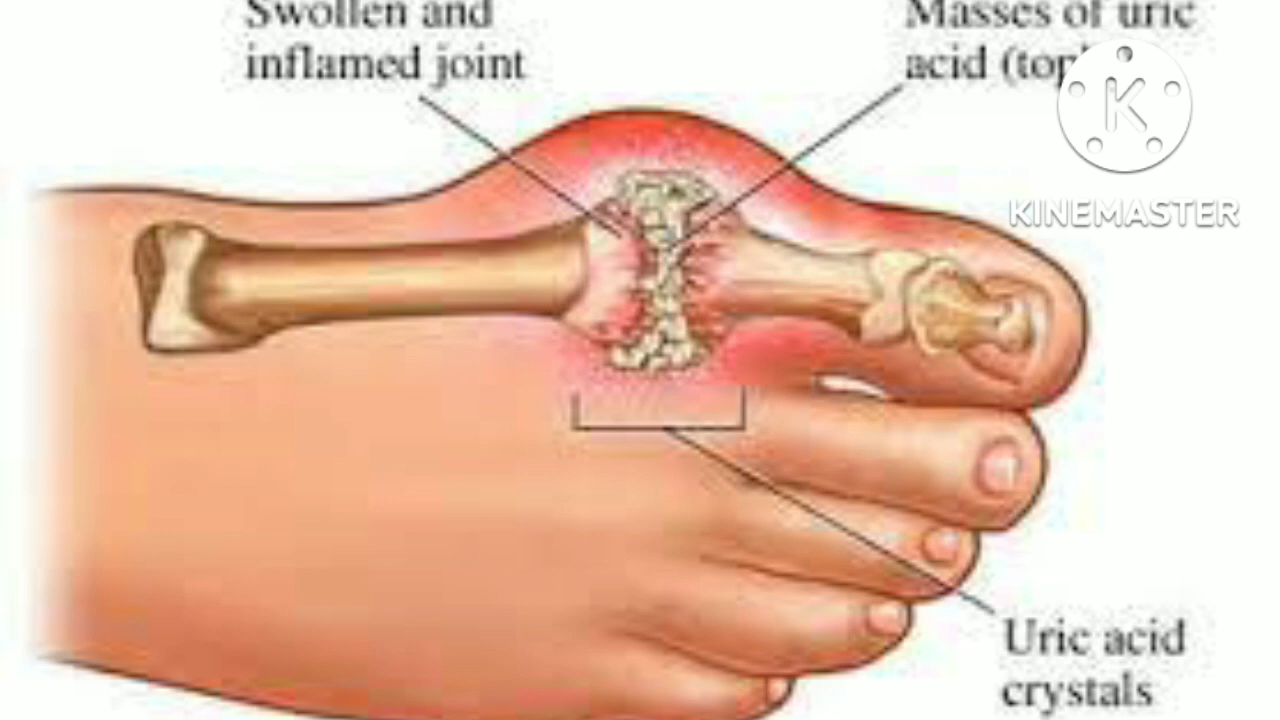 Swollen and
inflamed joint
Masses of uric
acid
K
KINEMASTER
Uric acid
crystals